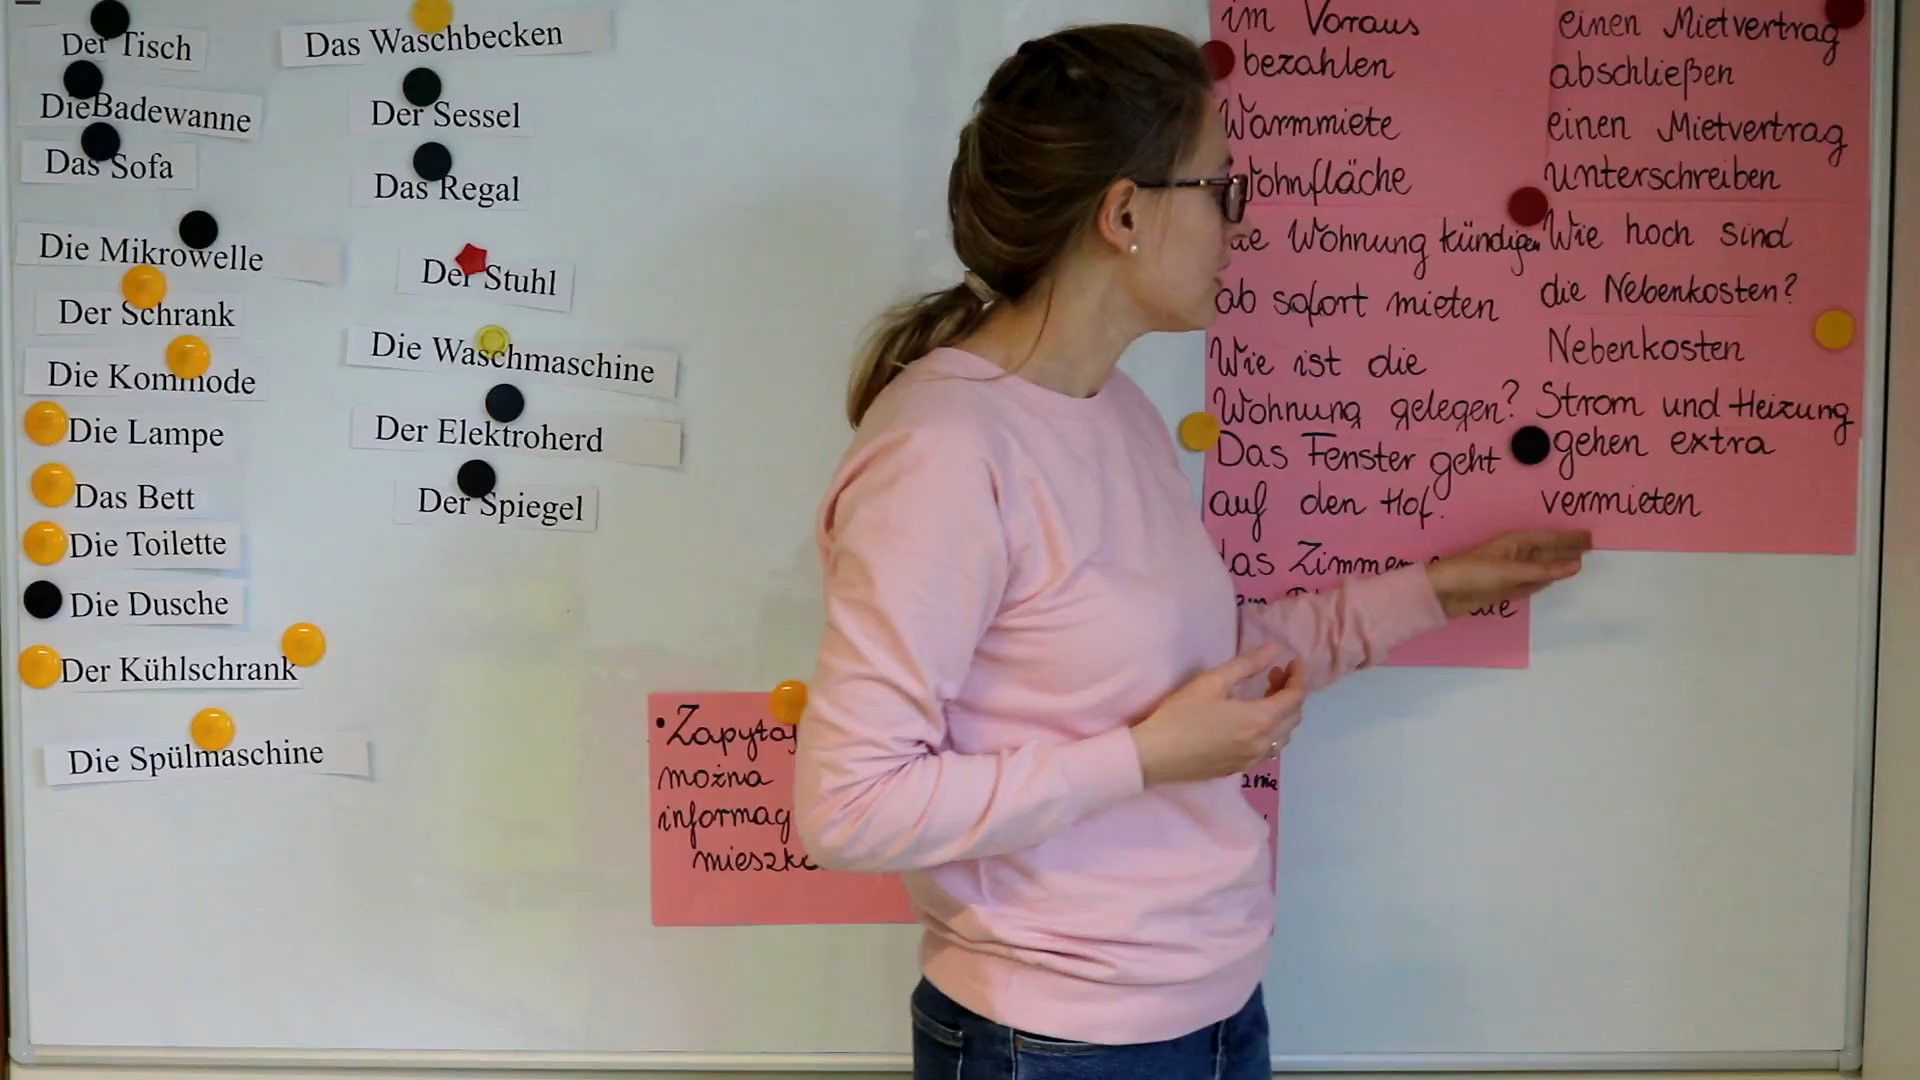 Der Tisch
DieBadewanne
Das Sofa
Die Mikrowelle
Der Schrank
Die Kommode
Die Lampe
Das Bett
Die Toilette
Die Dusche
Der Kühlschrank
Die Spülmaschine
Das Waschbecken
Der Sessel
Das Regal
Der Stuhl
Die Waschmaschine
Der Elektroherd
Der Spiegel
• Zapytaj
można
im Vorraus
bezahlen
Warmmiete
Wohnfläche
Wohnung kündigen
ab sofort mieten
Wie ist die
Wohnung gelegen?
Das Fenster geht
auf den Hof.
das Zimmer
einen Mietvertrag
abschließen
einen Mietvertrag
unterschreiben
Wie hoch sind
die Nebenkosten?
Nebenkosten
Strom und Heizung
gehen extra
vermieten